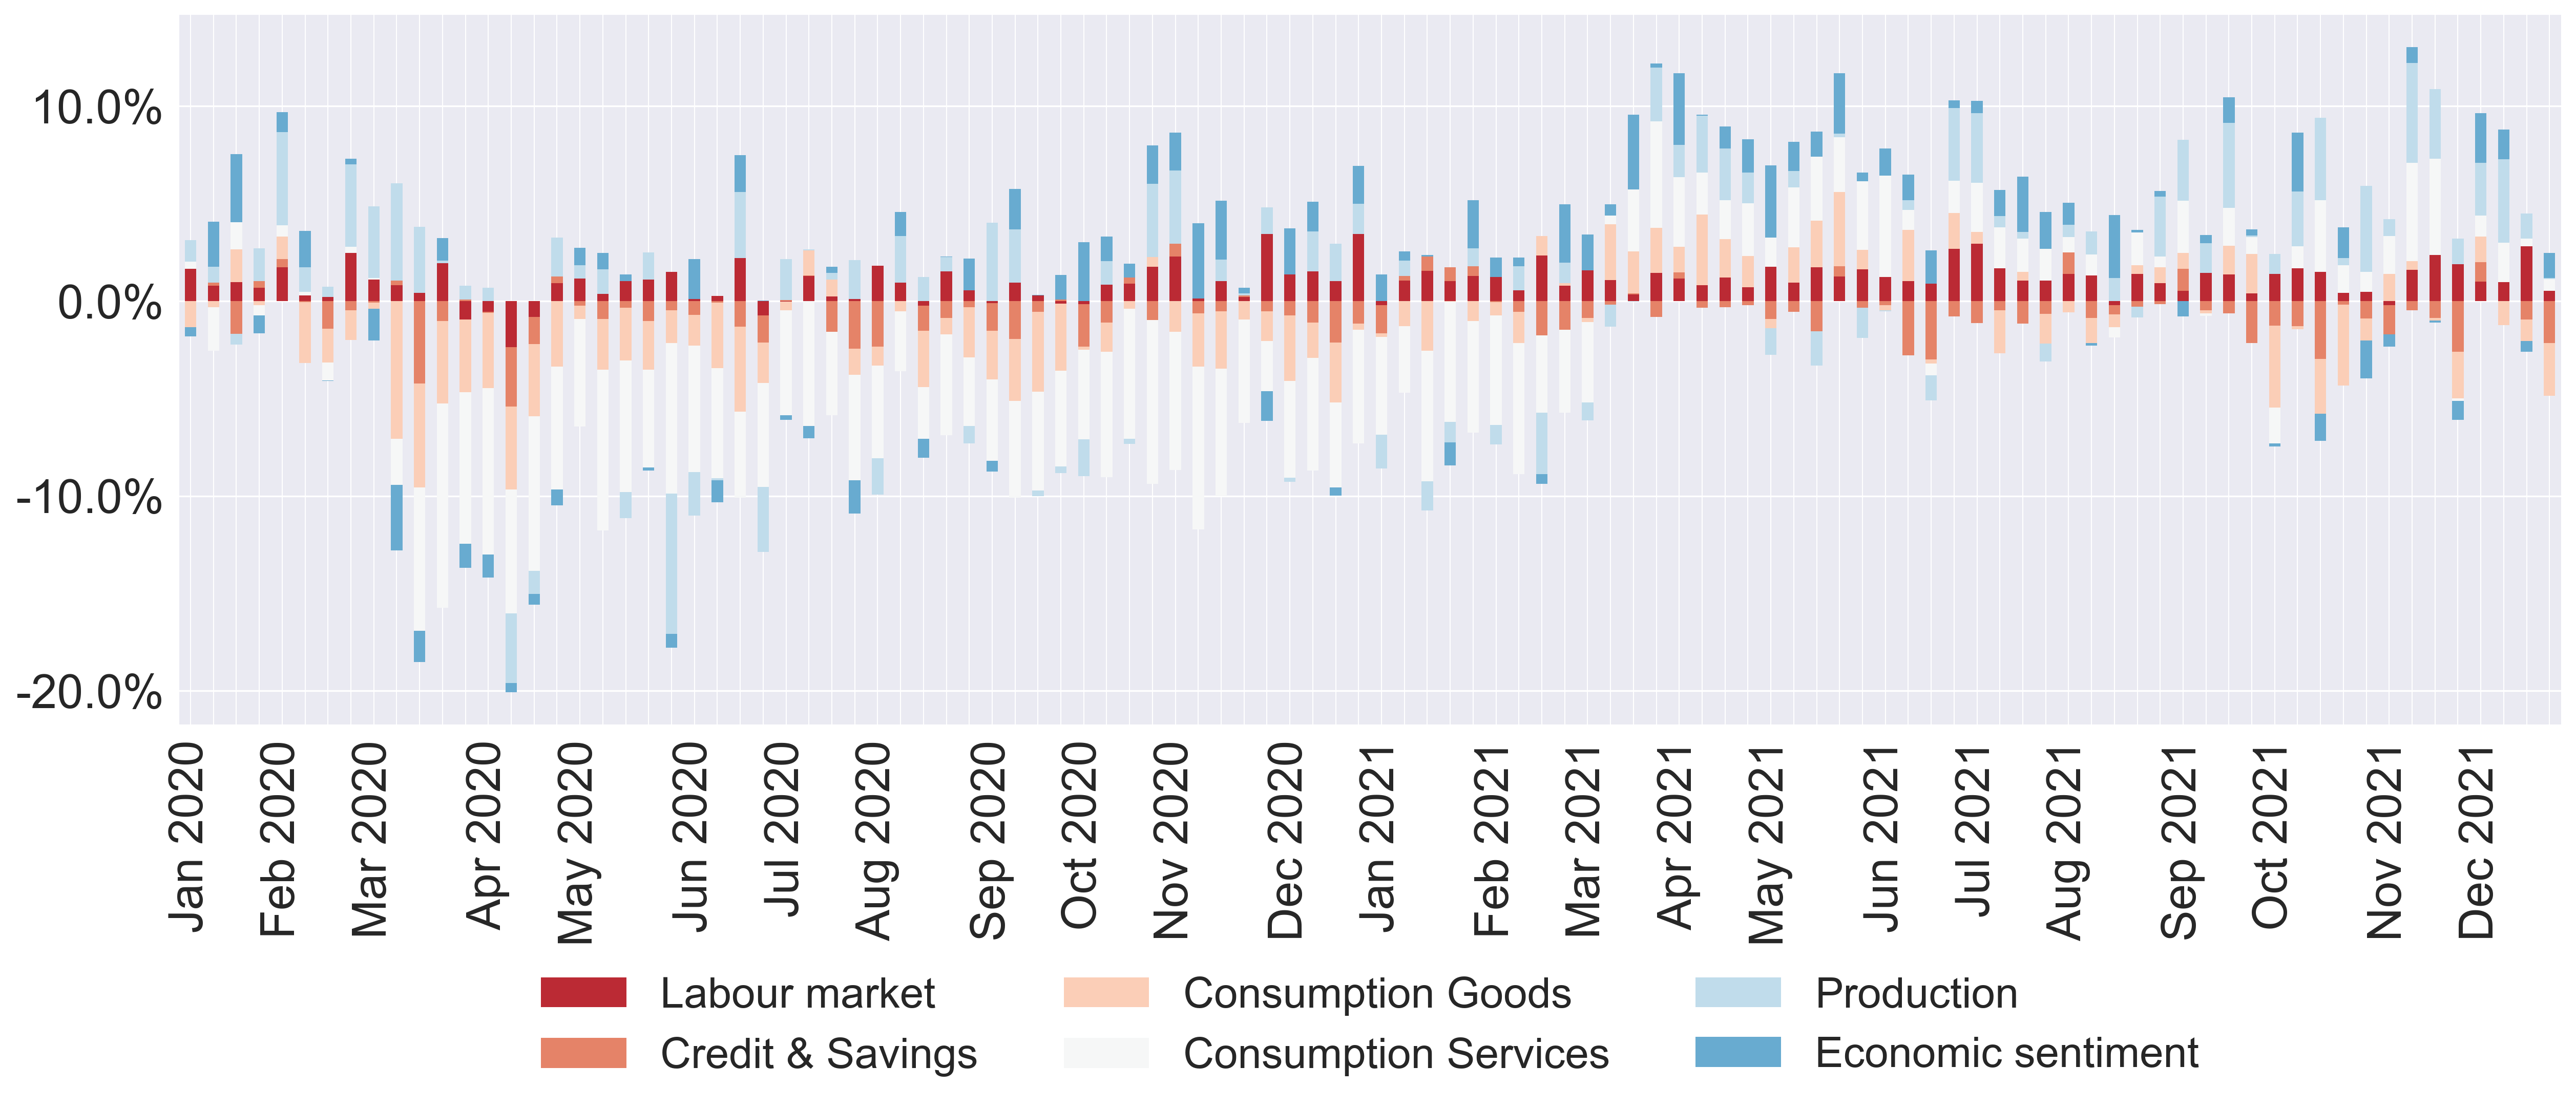 10.0%
0.0%
-10.0%
-20.0%
Jan 2020
Feb 2020
Mar 2020
Apr 2020
May 2020
Jun 2020
Jul 2020
Aug 2020
Sep 2020
Oct 2020
Nov 2020
Dec 2020
Jan 2021
Feb 2021
Mar 2021
Apr 2021
May 2021
Jun 2021
Jul 2021
Aug 2021
Sep 2021
Oct 2021
Nov 2021
Dec 2021
Labour market
Credit & Savings
Consumption Goods
Consumption Services
Production
Economic sentiment